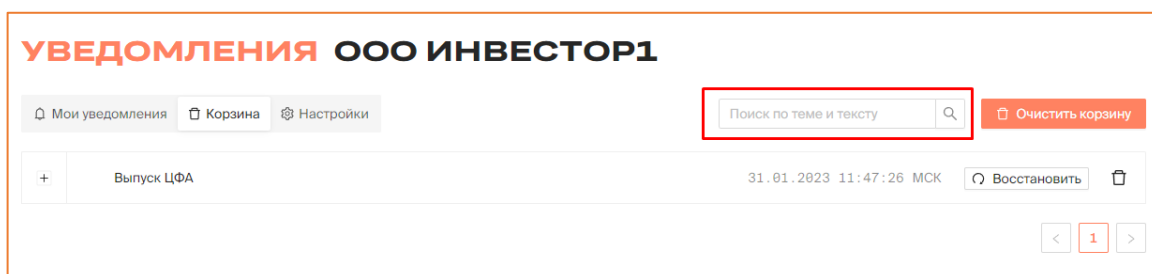 УВЕДОМЛЕНИЯ ООО ИНВЕСТОР1
Мои уведомления Корзина Настройки Поиск по теме и тексту Очистить корзину
+ Выпуск ЦФА 31.01.2023 11:47:26 МСК Восстановить
< 1 >